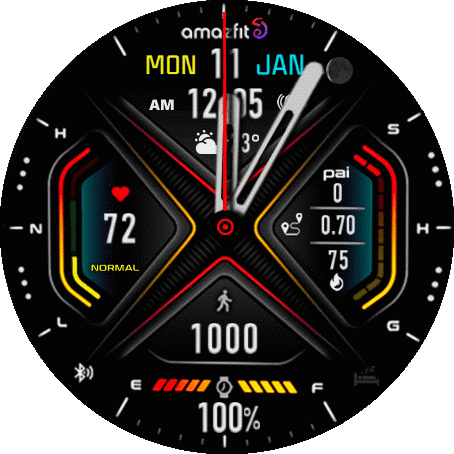 amazfit
MON 11 JAN
AM 12:05
3°
H S
pai
0
72 0.70
N H
NORMAL 75
L G
1000
E F
100%